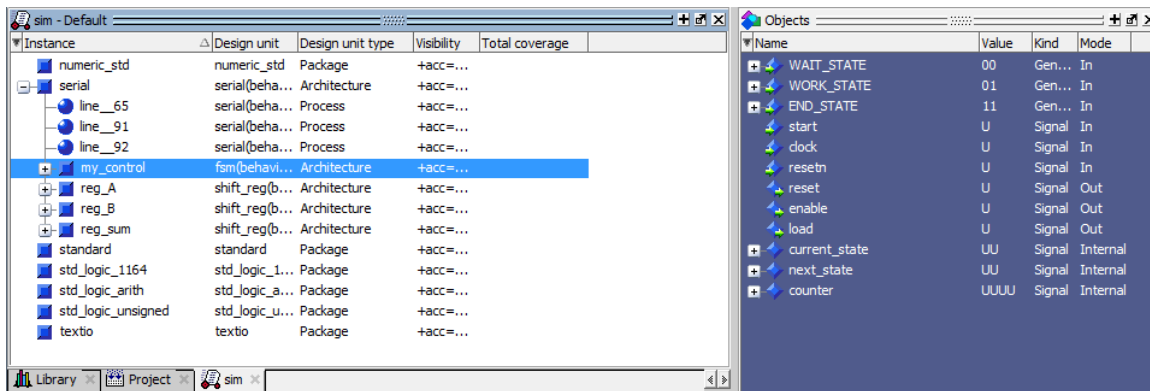 sim - Default
Instance Design unit Design unit type Visibility Total coverage
numeric_std numeric_std Package +acc=...
serial serial(beha... Architecture +acc=...
line__65 serial(beha... Process +acc=...
line__91 serial(beha... Process +acc=...
line__92 serial(beha... Process +acc=...
my_control fsm(behavi... Architecture +acc=...
reg_A shift_reg(b... Architecture +acc=...
reg_B shift_reg(b... Architecture +acc=...
reg_sum shift_reg(b... Architecture +acc=...
standard standard Package +acc=...
std_logic_1164 std_logic_1... Package +acc=...
std_logic_arith std_logic_a... Package +acc=...
std_logic_unsigned std_logic_u... Package +acc=...
textio textio Package +acc=...
Library Project sim
Objects
Name Value Kind Mode
WAIT_STATE 00 Gen... In
WORK_STATE 01 Gen... In
END_STATE 11 Gen... In
start U Signal In
clock U Signal In
resetn U Signal In
reset U Signal Out
enable U Signal Out
load U Signal Out
current_state UU Signal Internal
next_state UU Signal Internal
counter UUUU Signal Internal